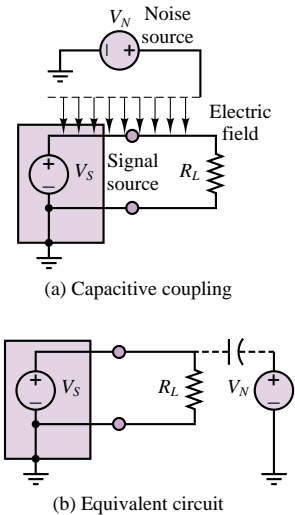 V_N Noise
source
− +
Electric
field
+ V_S −
Signal
source
R_L
(a) Capacitive coupling
+ V_S −
R_L
V_N + −
(b) Equivalent circuit